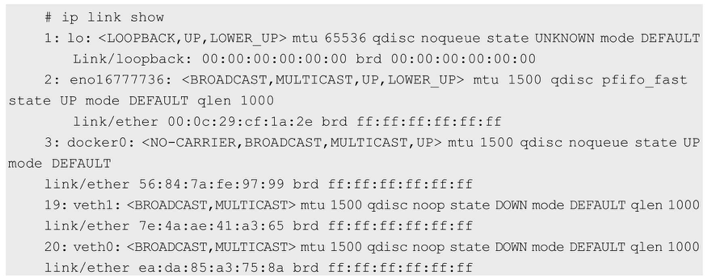 # ip link show
1: lo: <LOOPBACK,UP,LOWER_UP> mtu 65536 qdisc noqueue state UNKNOWN mode DEFAULT
Link/loopback: 00:00:00:00:00:00 brd 00:00:00:00:00:00
2: eno16777736: <BROADCAST,MULTICAST,UP,LOWER_UP> mtu 1500 qdisc pfifo_fast
state UP mode DEFAULT qlen 1000
link/ether 00:0c:29:cf:1a:2e brd ff:ff:ff:ff:ff:ff
3: docker0: <NO-CARRIER,BROADCAST,MULTICAST,UP> mtu 1500 qdisc noqueue state UP
mode DEFAULT
link/ether 56:84:7a:fe:97:99 brd ff:ff:ff:ff:ff:ff
19: veth1: <BROADCAST,MULTICAST> mtu 1500 qdisc noop state DOWN mode DEFAULT qlen 1000
link/ether 7e:4a:ae:41:a3:65 brd ff:ff:ff:ff:ff:ff
20: veth0: <BROADCAST,MULTICAST> mtu 1500 qdisc noop state DOWN mode DEFAULT qlen 1000
link/ether ea:da:85:a3:75:8a brd ff:ff:ff:ff:ff:ff